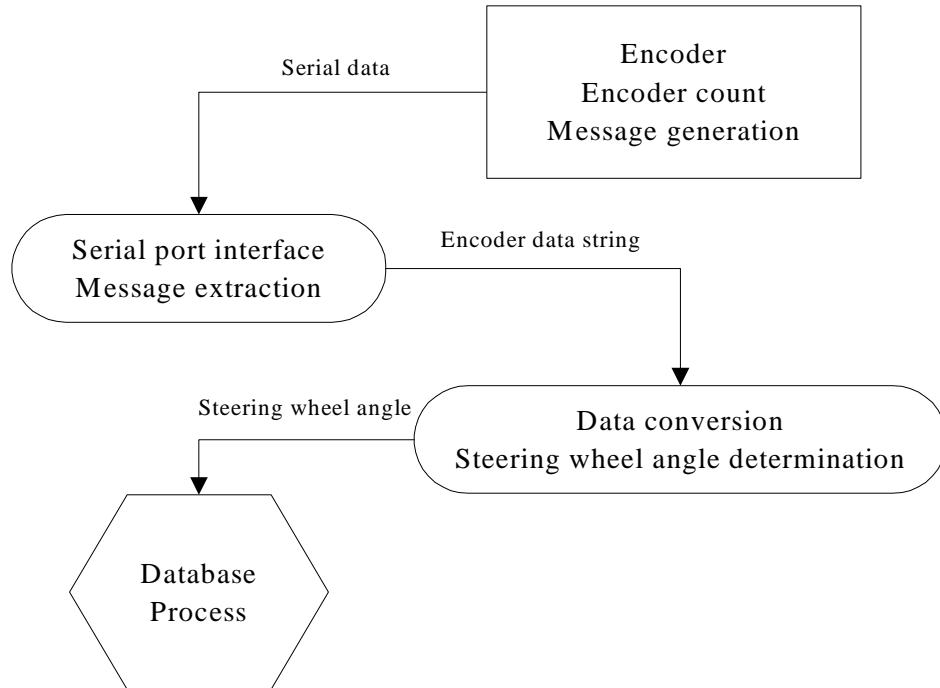 Serial data
Encoder
Encoder count
Message generation
Serial port interface
Message extraction
Encoder data string
Steering wheel angle
Data conversion
Steering wheel angle determination
Database
Process